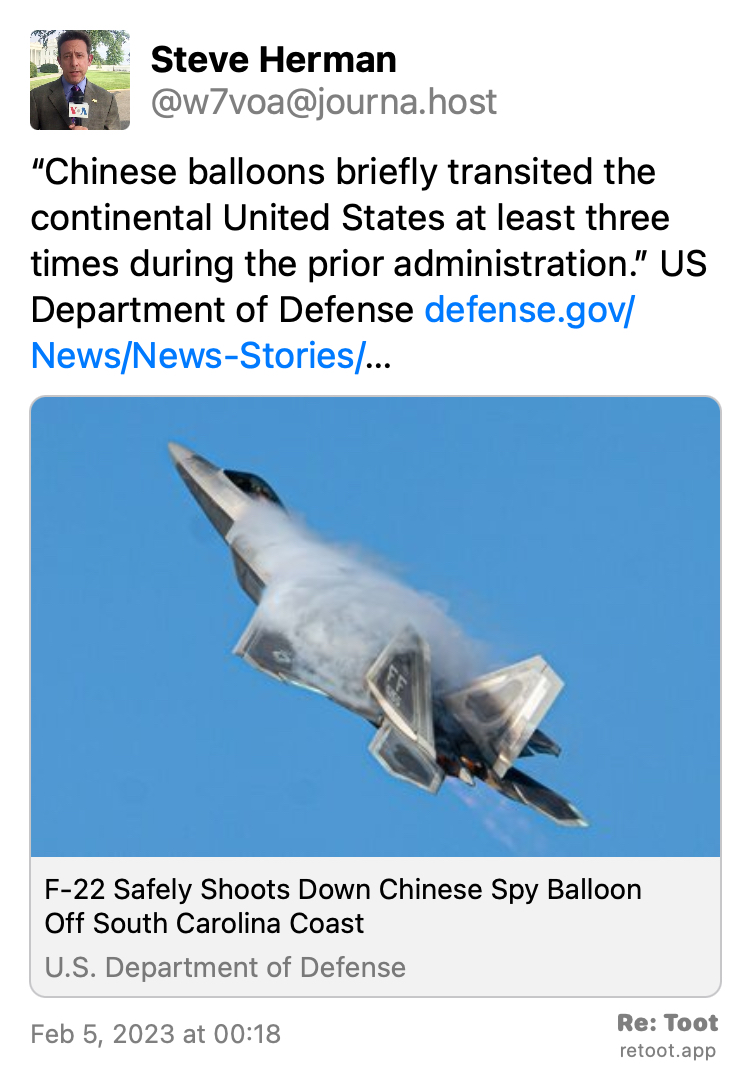 Steve Herman
@w7voa@journa.host
“Chinese balloons briefly transited the
continental United States at least three
times during the prior administration.” US
Department of Defense defense.gov/
News/News-Stories/...
F-22 Safely Shoots Down Chinese Spy Balloon
Off South Carolina Coast
U.S. Department of Defense
Feb 5, 2023 at 00:18
Re: Toot
retoot.app